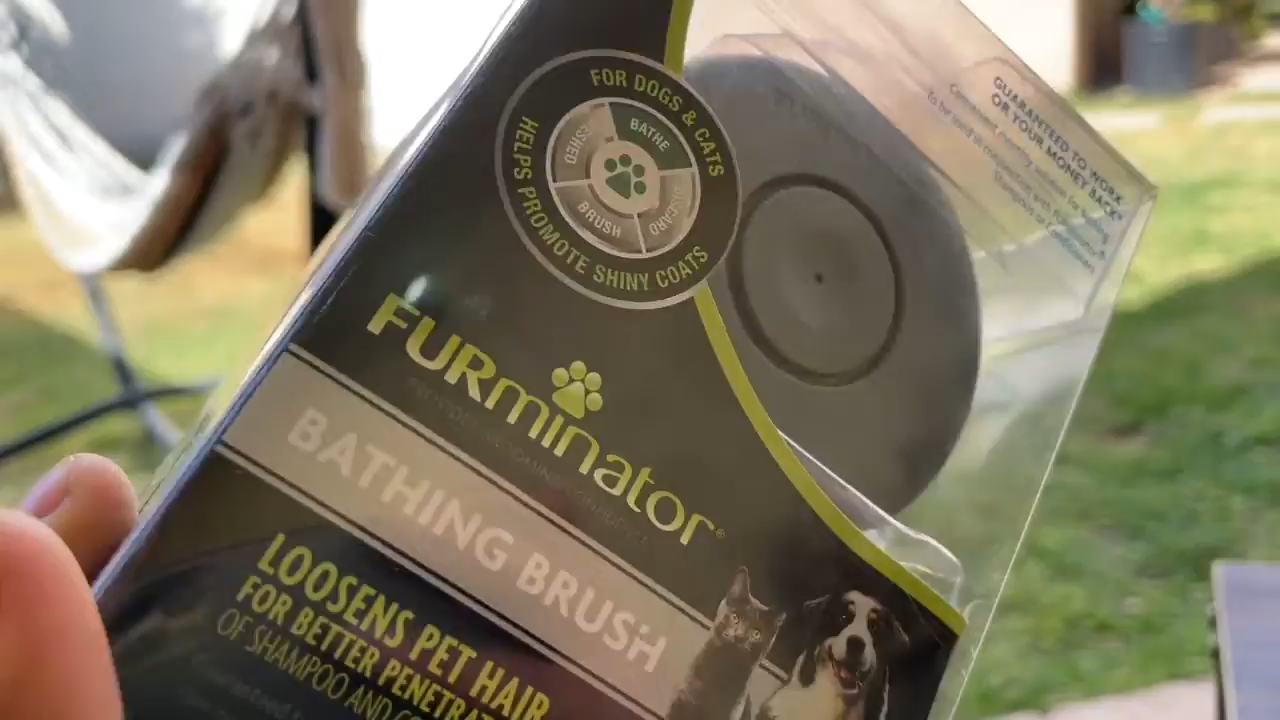 FOR DOGS & CATS
HELPS PROMOTE SHINY COATS
BATHE
DISCARD
BRUSH
SHED
FURminator®
BATHING BRUSH
LOOSENS PET HAIR
FOR BETTER PENETRAT
OF SHAMPOO AND CO
GUARANTEED TO WORK
OR YOUR MONEY BACK*